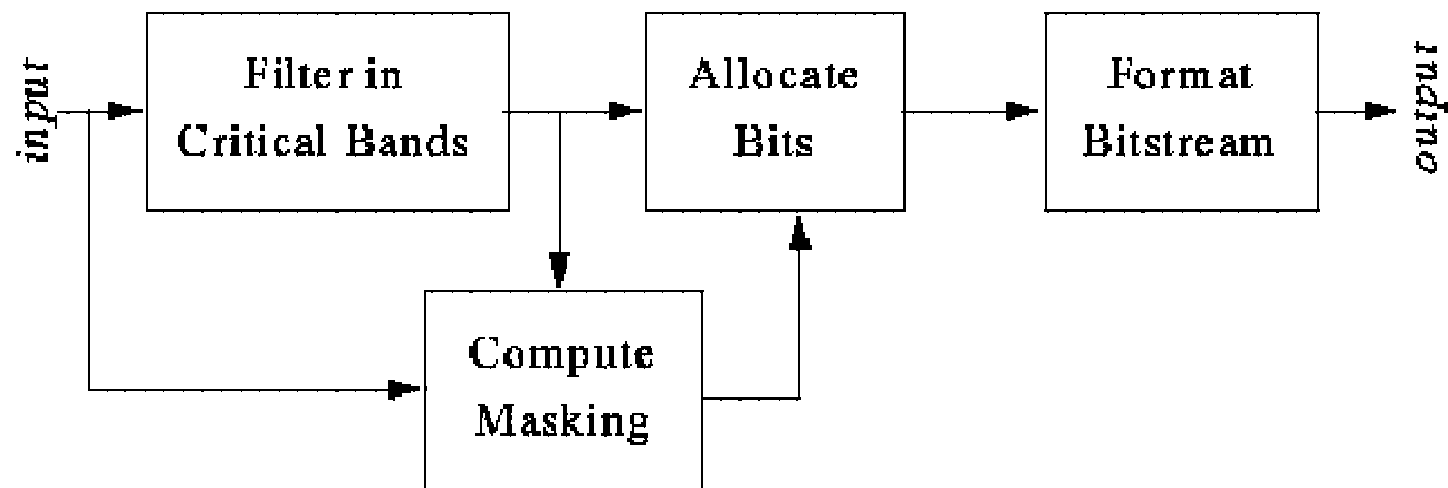 input
Filter in
Critical Bands
Allocate
Bits
Format
Bitstream
output
Compute
Masking